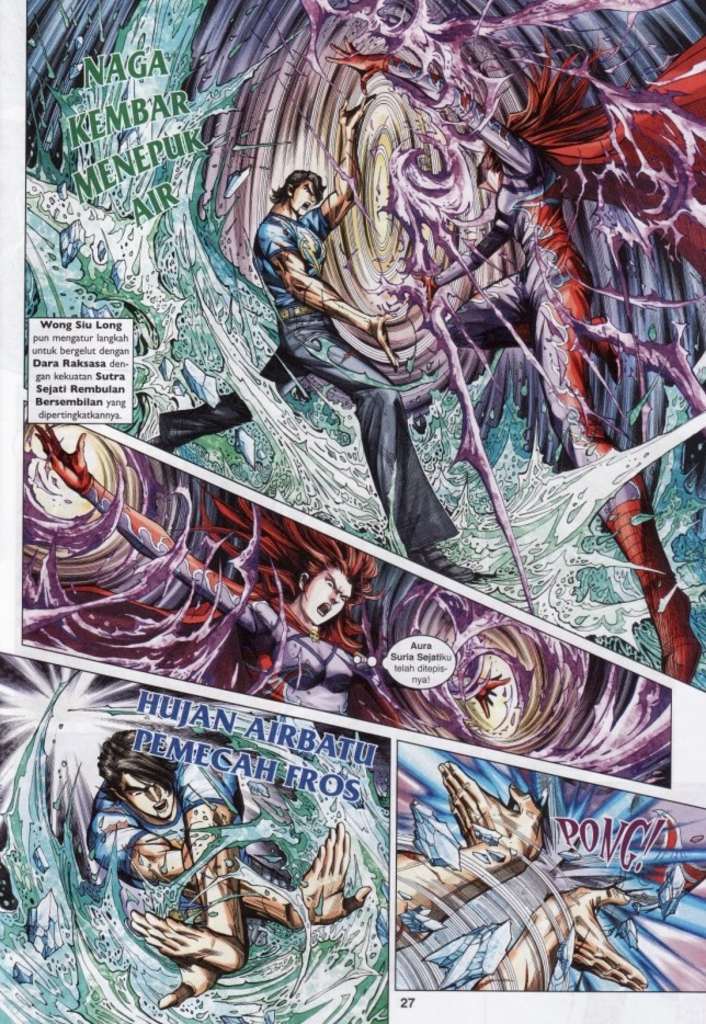 NAGA
KEMBAR
MENEPUK
AIR
Wong Siu Long
pun mengatur langkah
untuk bergelut dengan
Dara Raksasa de-
ngan kekuatan Sutra
Sejati Rembulan
Bersembilan yang
dipertingkatkannya.
Aura
Suria Sejatiku
telah ditepis-
nya!
HUJAN AIRBATU
PEMECAH FROS
PONG!
27